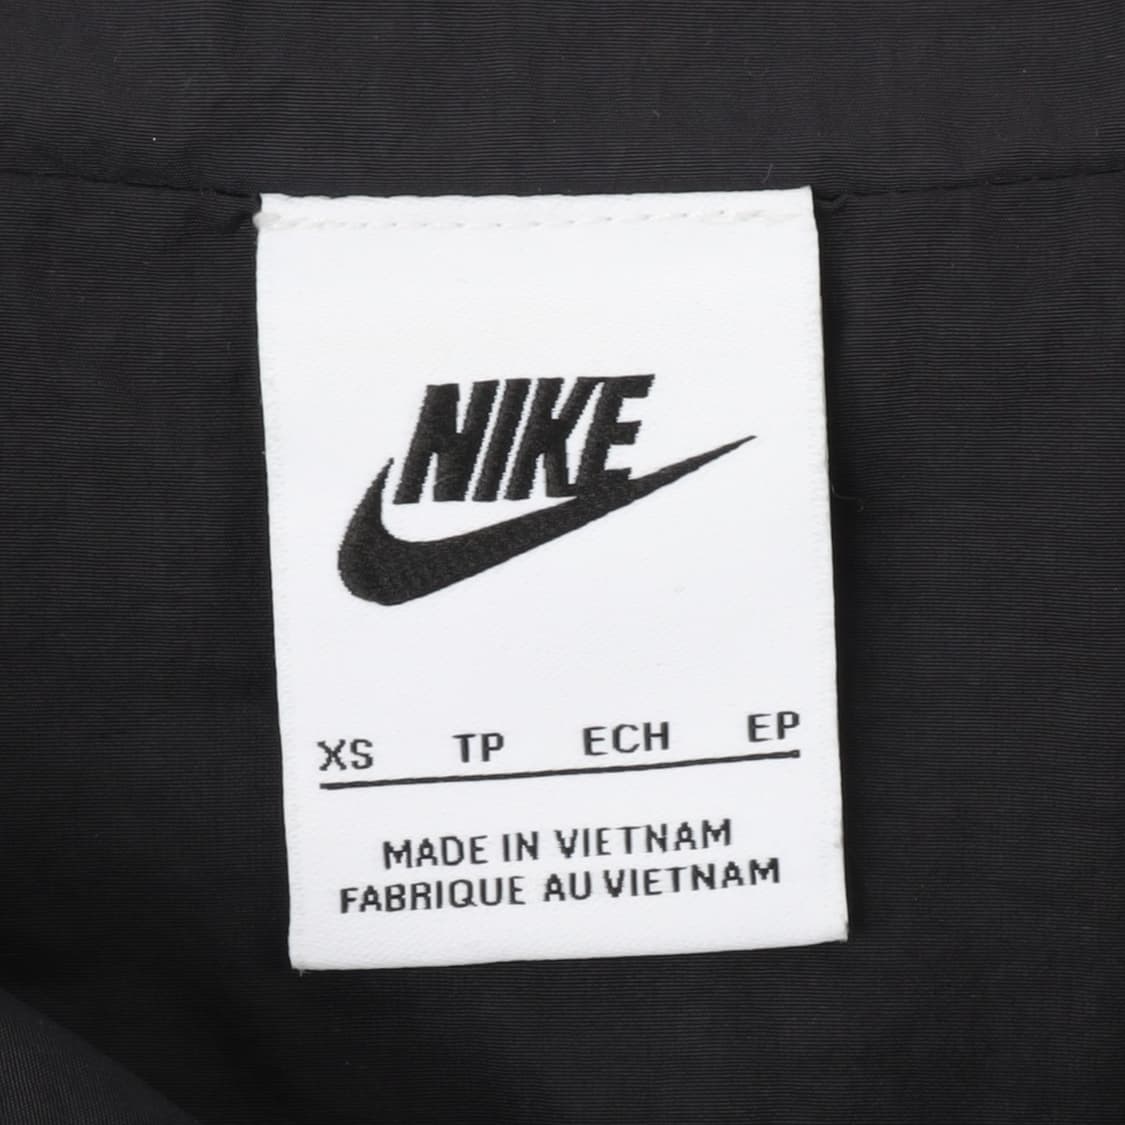 NIKE
XS TP ECH EP
MADE IN VIETNAM
FABRIQUE AU VIETNAM